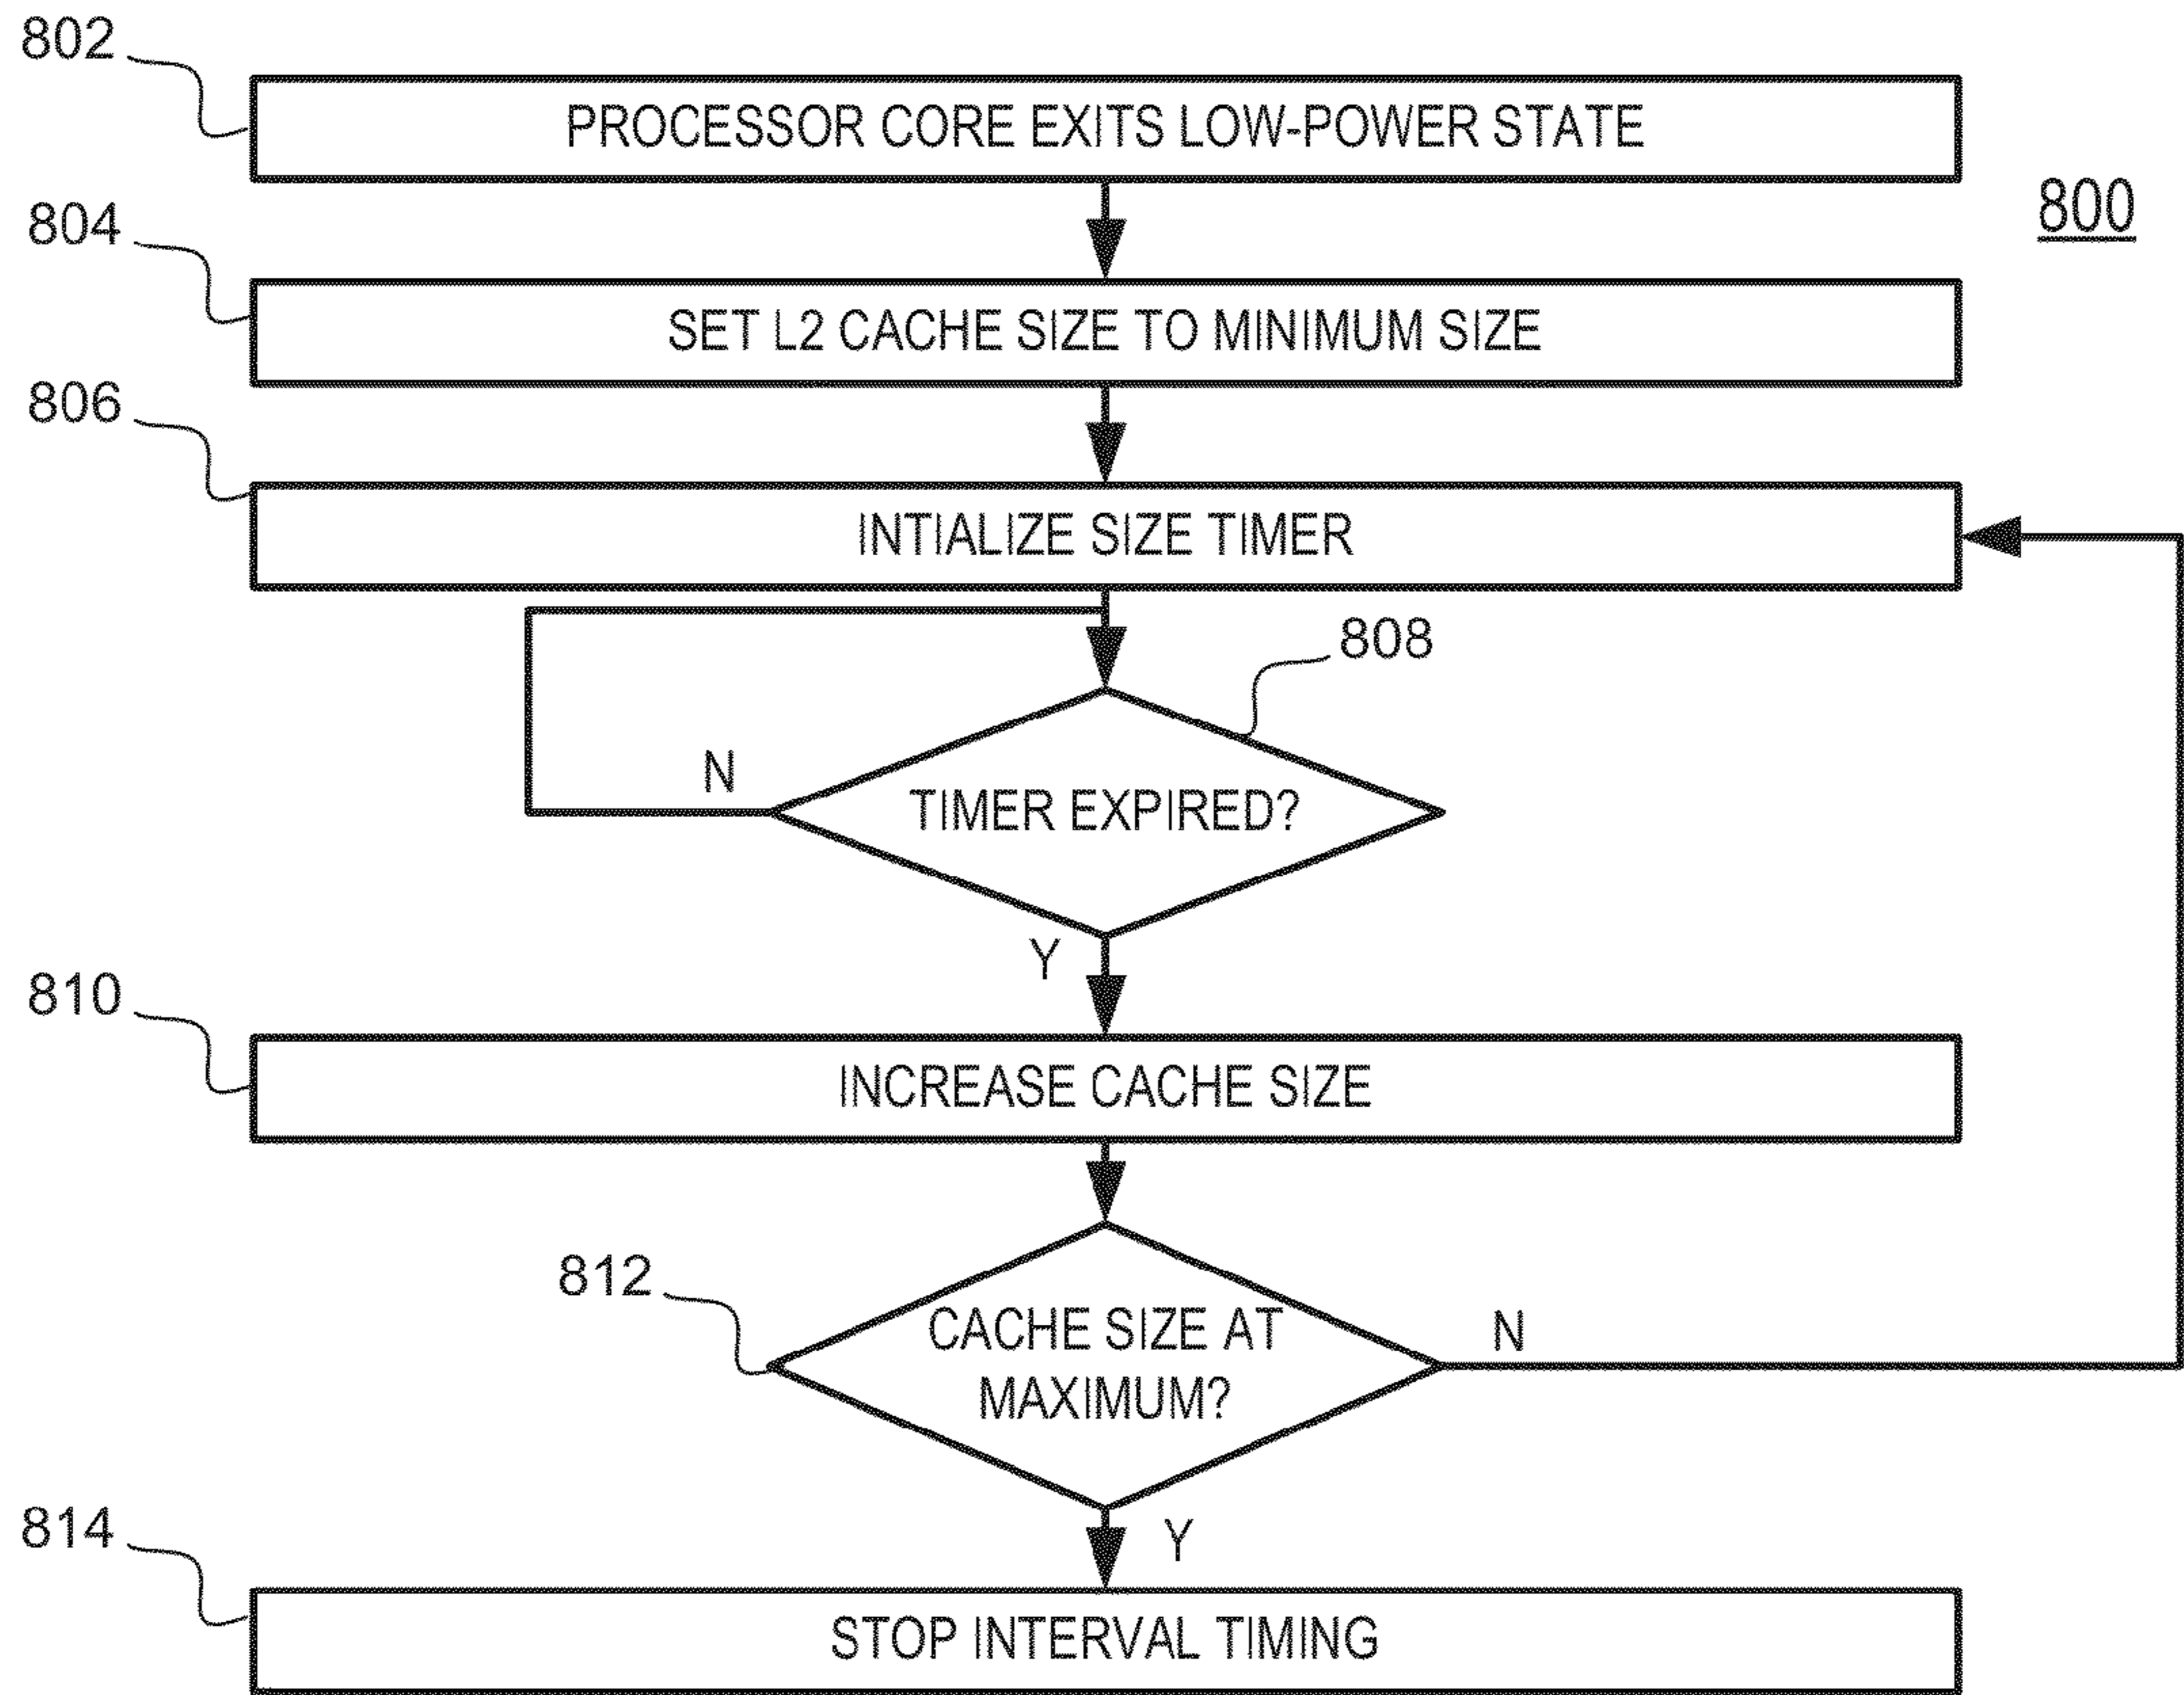 802
PROCESSOR CORE EXITS LOW-POWER STATE
800
804
SET L2 CACHE SIZE TO MINIMUM SIZE
806
INTIALIZE SIZE TIMER
808
N
TIMER EXPIRED?
Y
810
INCREASE CACHE SIZE
812
CACHE SIZE AT
MAXIMUM?
N
Y
814
STOP INTERVAL TIMING